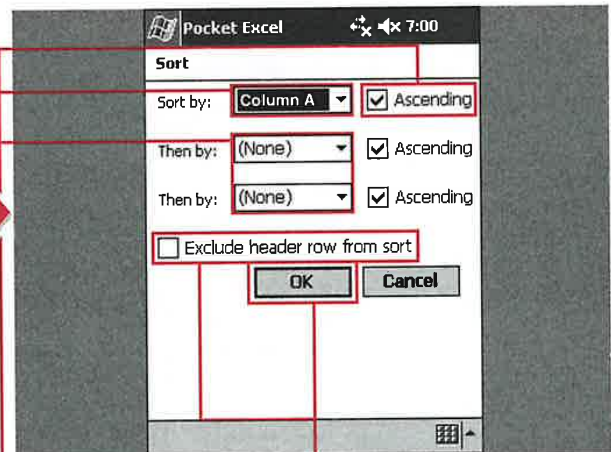 Pocket Excel 7:00
Sort
Sort by: Column A Ascending
Then by: (None) Ascending
Then by: (None) Ascending
Exclude header row from sort
OK Cancel